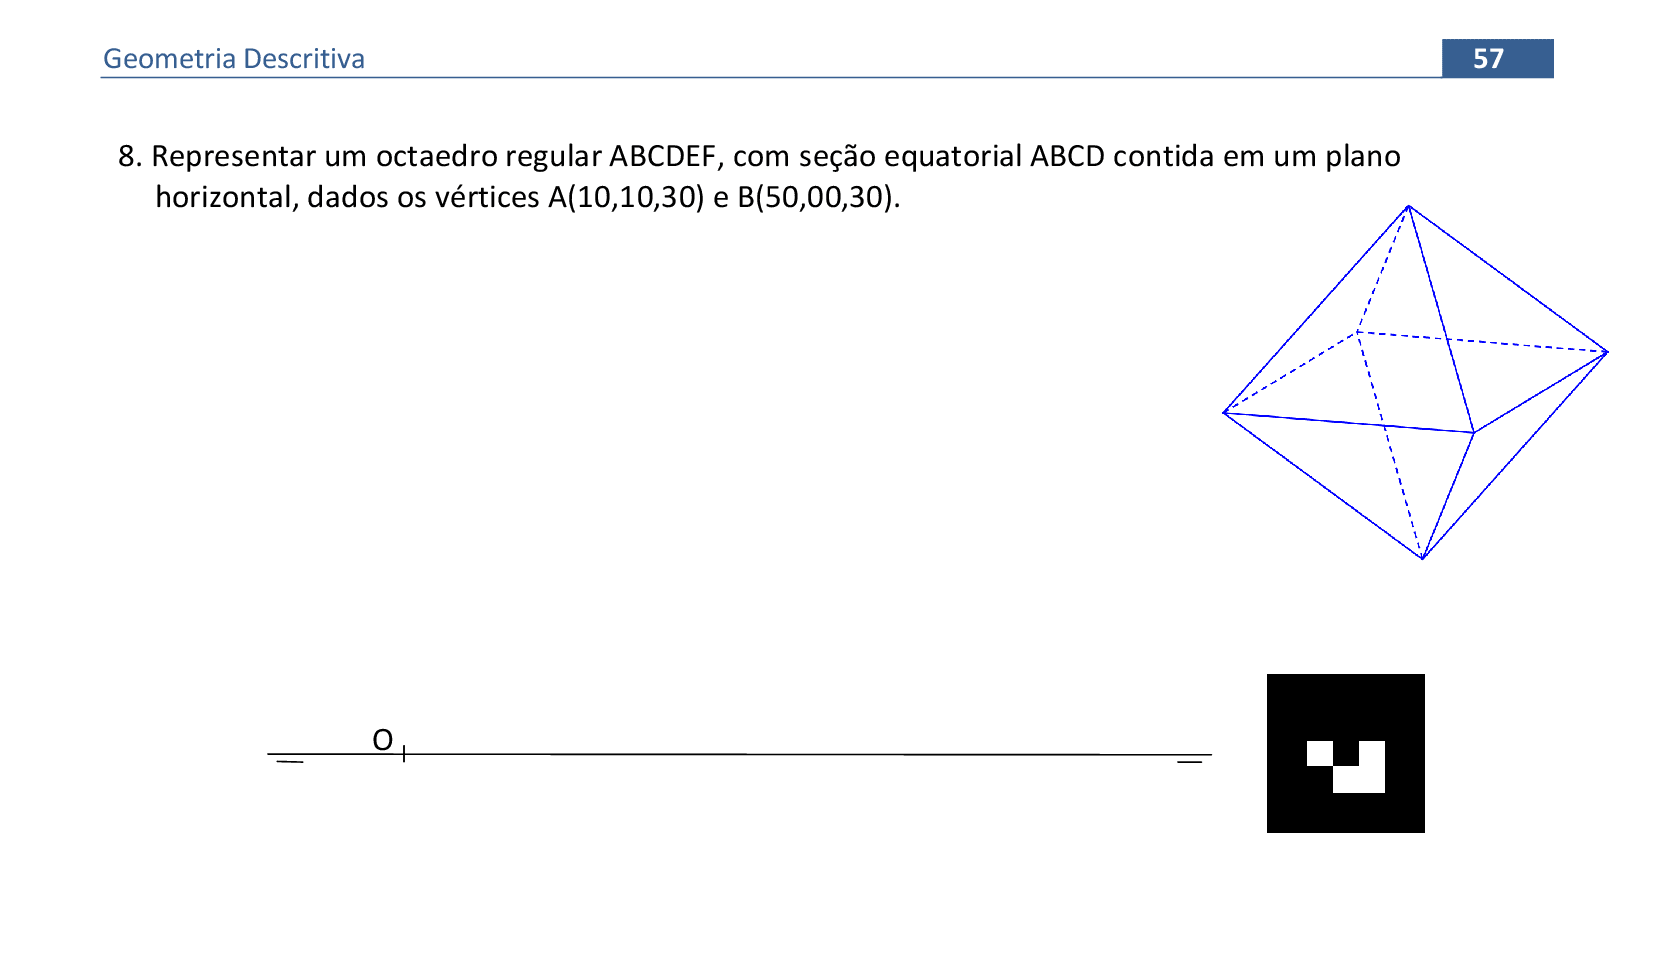 Geometria Descritiva
57
8. Representar um octaedro regular ABCDEF, com seção equatorial ABCD contida em um plano
horizontal, dados os vértices A(10,10,30) e B(50,00,30).
O